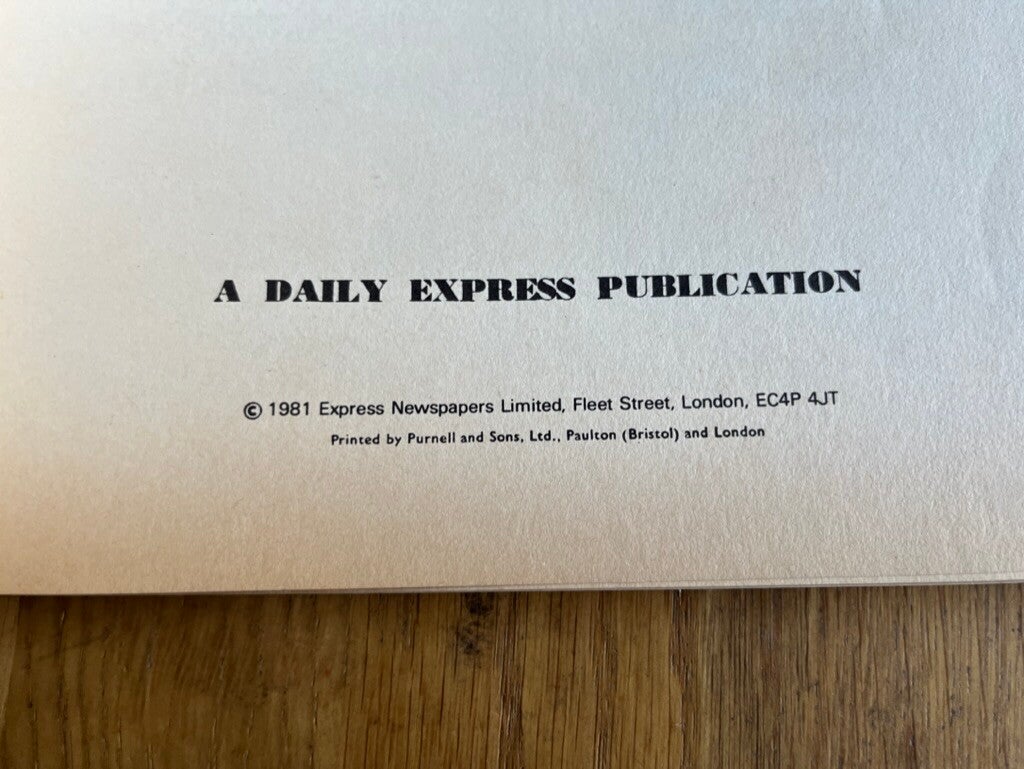 A DAILY EXPRESS PUBLICATION
© 1981 Express Newspapers Limited, Fleet Street, London, EC4P 4JT
Printed by Purnell and Sons, Ltd., Paulton (Bristol) and London